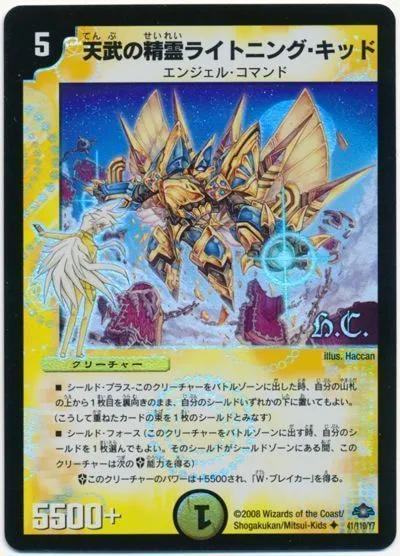 5
てんぶ せいれい
天武の精霊ライトニング・キッド
エンジェル・コマンド
H.C.
illus. Haccan
クリーチャー
■ シールド・プラス-このクリーチャーをバトルゾーンに出した時、自分の山札
の上から1枚目を裏向きのまま、自分のシールドいずれかの下に置いてもよい。
(こうして重ねたカードの束を1枚のシールドとみなす)
■ シールド・フォース(このクリーチャーをバトルゾーンに出す時、自分のシー
ルドを1枚選んでもよい。そのシールドがシールドゾーンにある間、このク
リーチャーは次の 能力を得る)
このクリーチャーのパワーは+5500され、「W・ブレイカー」を得る。
5500+
1
©2008 Wizards of the Coast/
Shogakukan/Mitsui-Kids
41/110/Y7